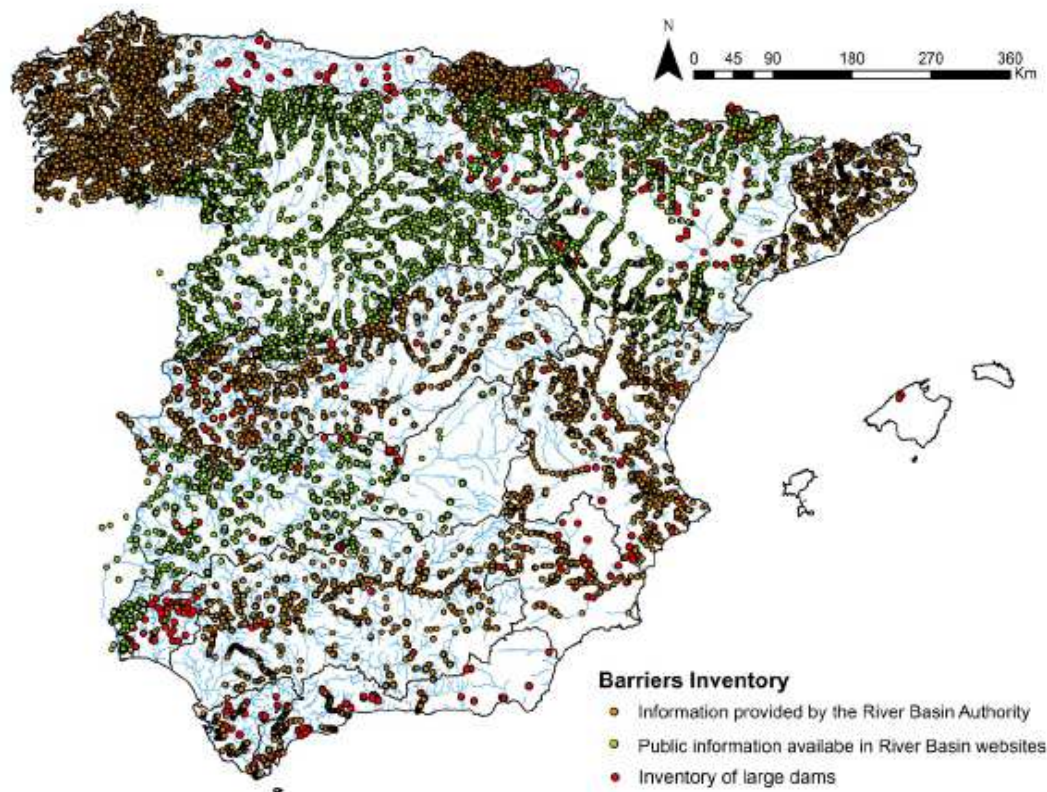 N
0 45 90 180 270 360
Km
Barriers Inventory
Information provided by the River Basin Authority
Public information availabe in River Basin websites
Inventory of large dams